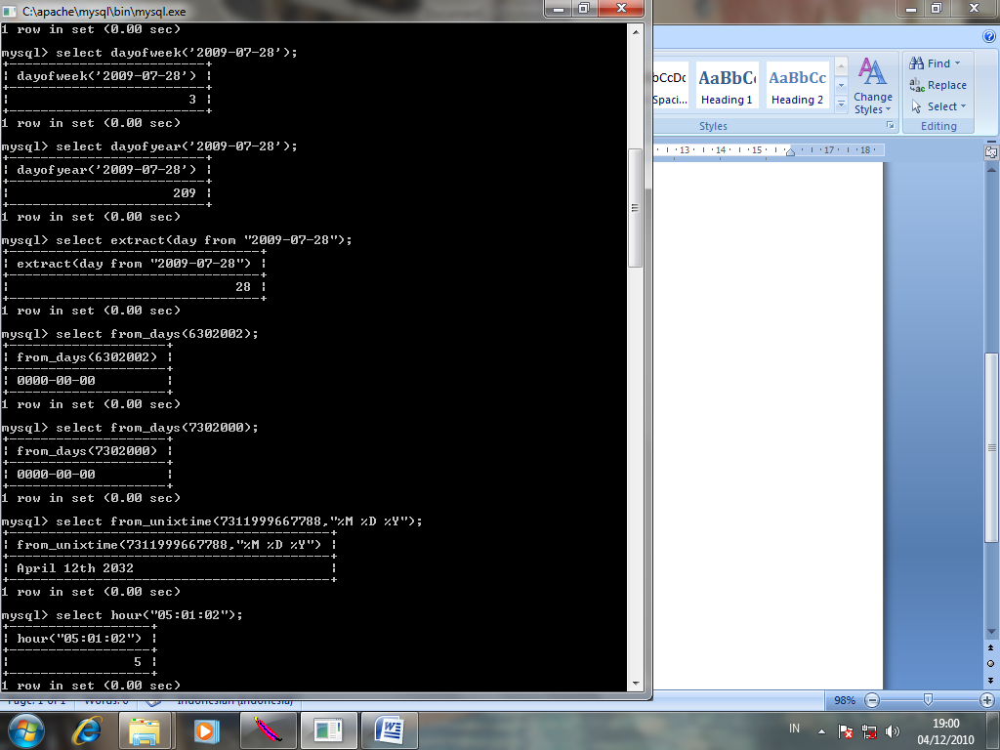 C:\apache\mysql\bin\mysql.exe
1 row in set (0.00 sec)
mysql> select dayofweek('2009-07-28');
+-------------------------+
| dayofweek('2009-07-28') |
+-------------------------+
| 3 |
+-------------------------+
1 row in set (0.00 sec)
mysql> select dayofyear('2009-07-28');
+-------------------------+
| dayofyear('2009-07-28') |
+-------------------------+
| 209 |
+-------------------------+
1 row in set (0.00 sec)
mysql> select extract(day from "2009-07-28");
+--------------------------------+
| extract(day from "2009-07-28") |
+--------------------------------+
| 28 |
+--------------------------------+
1 row in set (0.00 sec)
mysql> select from_days(6302002);
+--------------------+
| from_days(6302002) |
+--------------------+
| 0000-00-00 |
+--------------------+
1 row in set (0.00 sec)
mysql> select from_days(7302000);
+--------------------+
| from_days(7302000) |
+--------------------+
| 0000-00-00 |
+--------------------+
1 row in set (0.00 sec)
mysql> select from_unixtime(7311999667788,"%M %D %Y");
+-----------------------------------------+
| from_unixtime(7311999667788,"%M %D %Y") |
+-----------------------------------------+
| April 12th 2032 |
+-----------------------------------------+
1 row in set (0.00 sec)
mysql> select hour("05:01:02");
+------------------+
| hour("05:01:02") |
+------------------+
| 5 |
+------------------+
1 row in set (0.00 sec)
bCcDc AaBbC AaBbCc
Spaci... Heading 1 Heading 2
Change
Styles
Styles
Find
Replace
Select
Editing
13 14 15 17 18
Page: 1 of 1 Words: 0 Indonesian (Indonesia)
98%
IN
19:00
04/12/2010